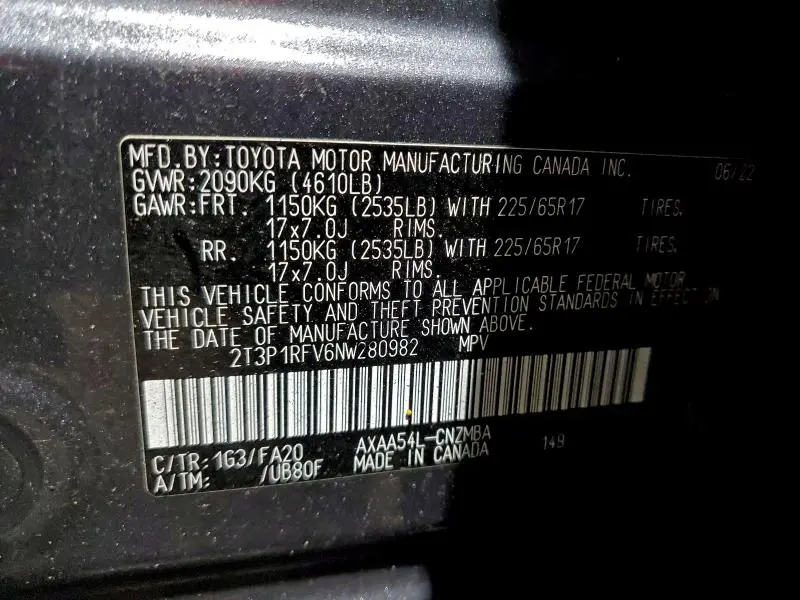 MFD.BY:TOYOTA MOTOR MANUFACTURING CANADA INC. 06/22
GVWR:2090KG (4610LB)
GAWR:FRT. 1150KG (2535LB) WITH 225/65R17 TIRES.
17x7.0J RIMS.
RR. 1150KG (2535LB) WITH 225/65R17 TIRES.
17x7.0J RIMS.
THIS VEHICLE CONFORMS TO ALL APPLICABLE FEDERAL MOTOR
VEHICLE SAFETY AND THEFT PREVENTION STANDARDS IN EFFECT ON
THE DATE OF MANUFACTURE SHOWN ABOVE.
2T3P1RFV6NW280982 MPV
C/TR:1G3/FA20 AXAA54L-CNZMBA 149
A/TM: /UB80F MADE IN CANADA